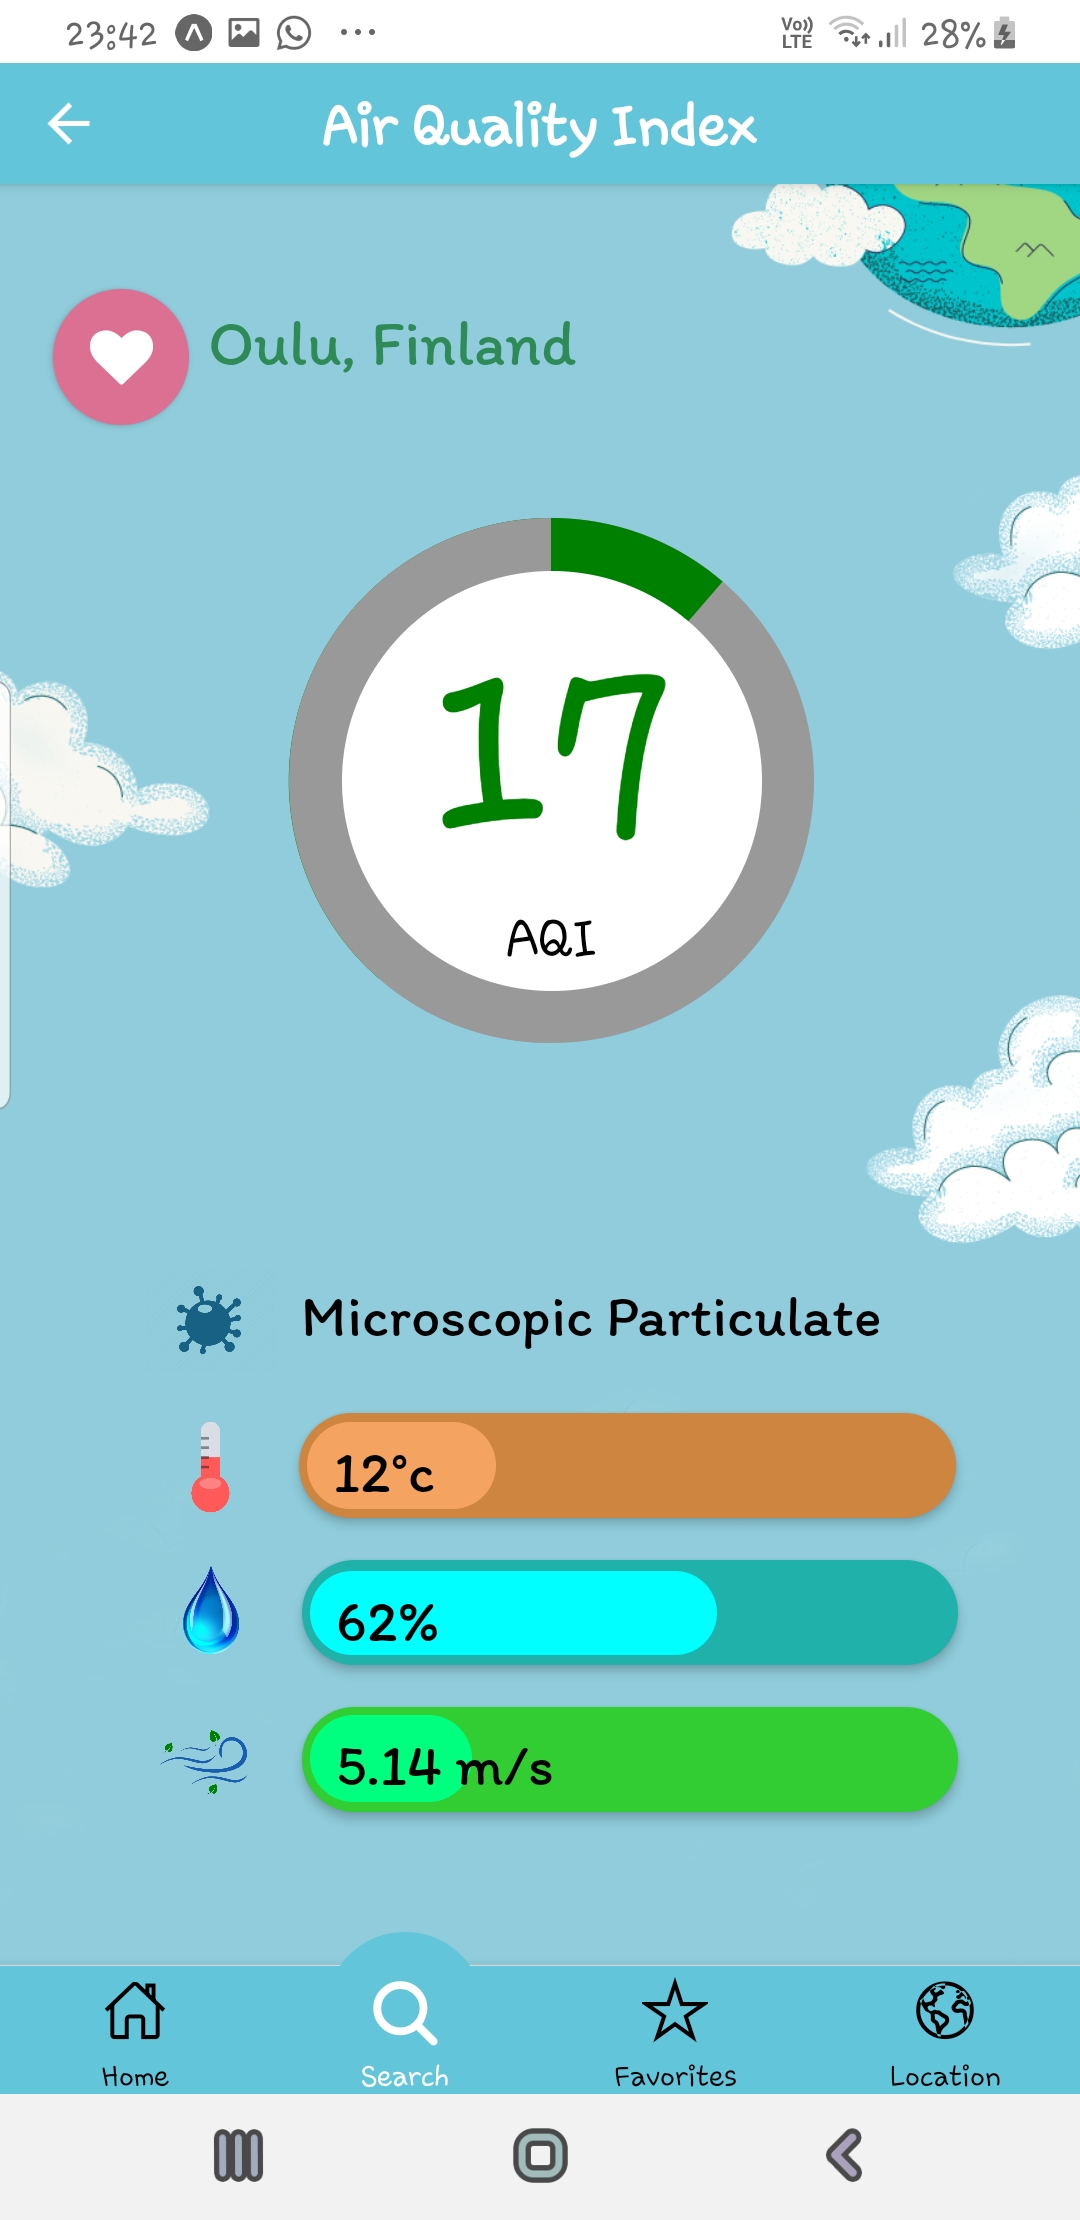 23:42 Vo)) LTE 28%
Air Quality Index
Oulu, Finland
17
AQI
Microscopic Particulate
12°c
62%
5.14 m/s
Home Search Favorites Location